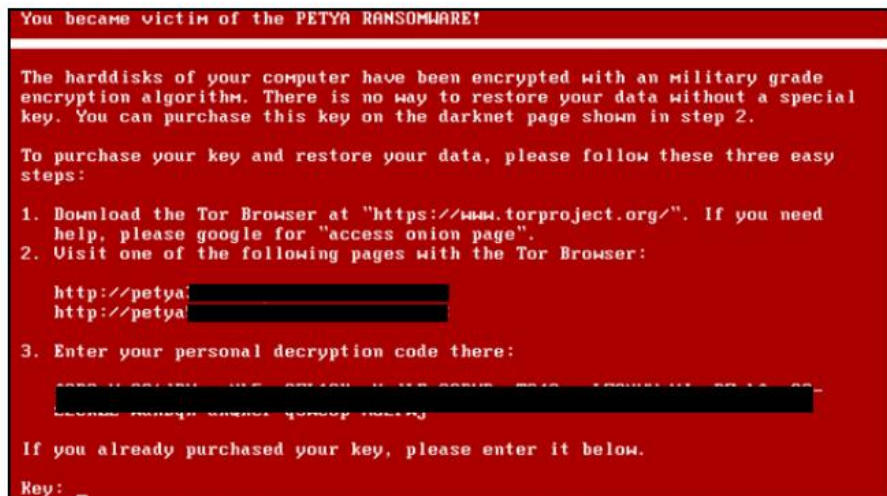 You became victim of the PETYA RANSOMWARE!
The harddisks of your computer have been encrypted with an military grade
encryption algorithm. There is no way to restore your data without a special
key. You can purchase this key on the darknet page shown in step 2.
To purchase your key and restore your data, please follow these three easy
steps:
1. Download the Tor Browser at "https://www.torproject.org/". If you need
help, please google for "access onion page".
2. Visit one of the following pages with the Tor Browser:
http://petya
http://petya
3. Enter your personal decryption code there:
If you already purchased your key, please enter it below.
Key: _